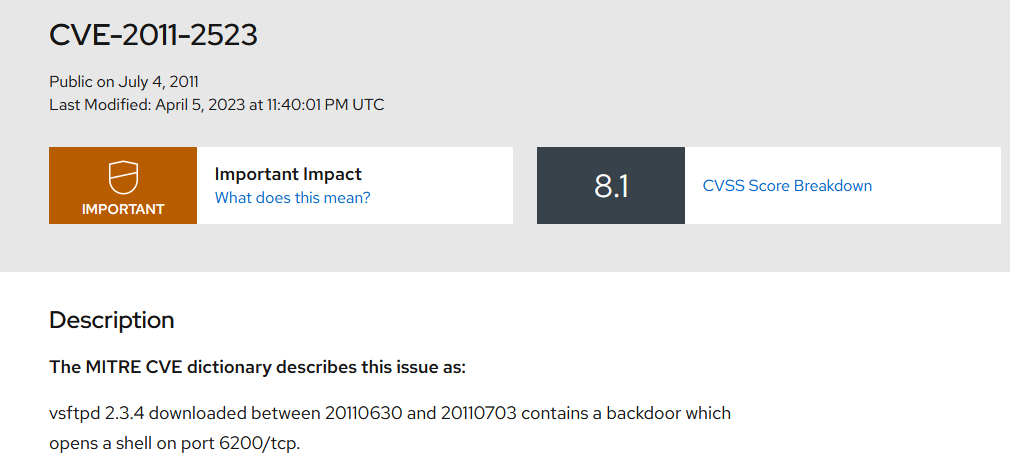 CVE-2011-2523
Public on July 4, 2011
Last Modified: April 5, 2023 at 11:40:01 PM UTC
IMPORTANT
Important Impact
What does this mean?
8.1
CVSS Score Breakdown
Description
The MITRE CVE dictionary describes this issue as:
vsftpd 2.3.4 downloaded between 20110630 and 20110703 contains a backdoor which
opens a shell on port 6200/tcp.